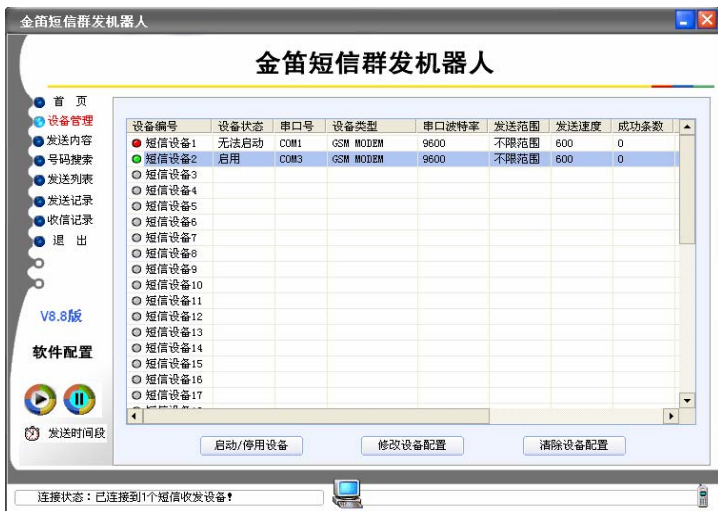 金笛短信群发机器人
金笛短信群发机器人
首 页
设备管理
发送内容
号码搜索
发送列表
发送记录
收信记录
退 出
V8.8版
软件配置
发送时间段
设备编号 设备状态 串口号 设备类型 串口波特率 发送范围 发送速度 成功条数
短信设备1 无法启动 COM1 GSM MODEM 9600 不限范围 600 0
短信设备2 启用 COM3 GSM MODEM 9600 不限范围 600 0
短信设备3
短信设备4
短信设备5
短信设备6
短信设备7
短信设备8
短信设备9
短信设备10
短信设备11
短信设备12
短信设备13
短信设备14
短信设备15
短信设备16
短信设备17
启动/停用设备 修改设备配置 清除设备配置
连接状态：已连接到1个短信收发设备！